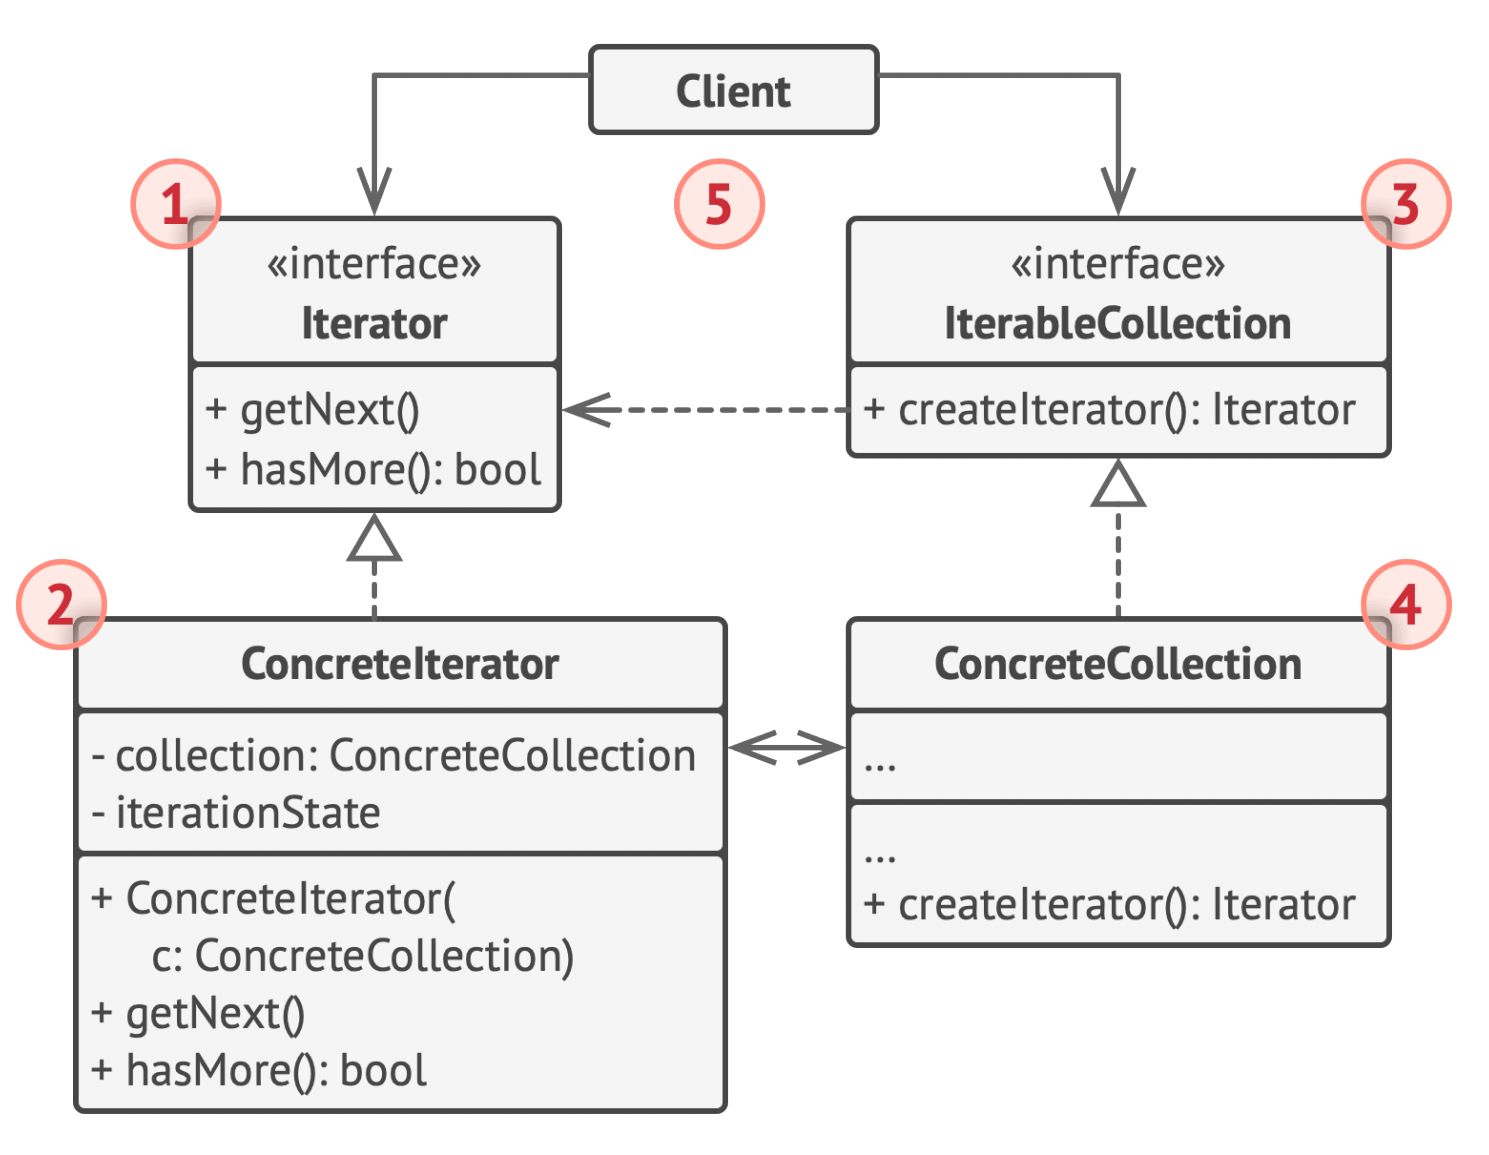 Client
1
5
3
«interface»
Iterator
+ getNext()
+ hasMore(): bool
«interface»
IterableCollection
+ createIterator(): Iterator
2
ConcreteIterator
- collection: ConcreteCollection
- iterationState
+ ConcreteIterator(
c: ConcreteCollection)
+ getNext()
+ hasMore(): bool
4
ConcreteCollection
...
...
+ createIterator(): Iterator